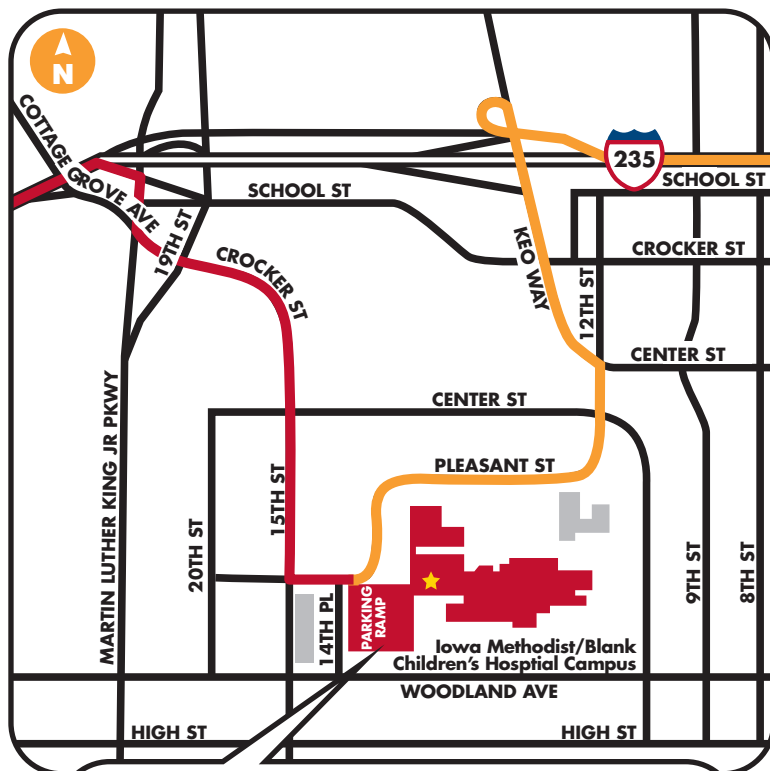 N
COTTAGE GROVE AVE
235
SCHOOL ST
SCHOOL ST
19TH ST
KEO WAY
CROCKER ST
CROCKER ST
12TH ST
CENTER ST
MARTIN LUTHER KING JR PKWY
CENTER ST
PLEASANT ST
15TH ST
20TH ST
9TH ST
8TH ST
14TH PL
PARKING
RAMP
Iowa Methodist/Blank
Children's Hosptial Campus
WOODLAND AVE
HIGH ST
HIGH ST